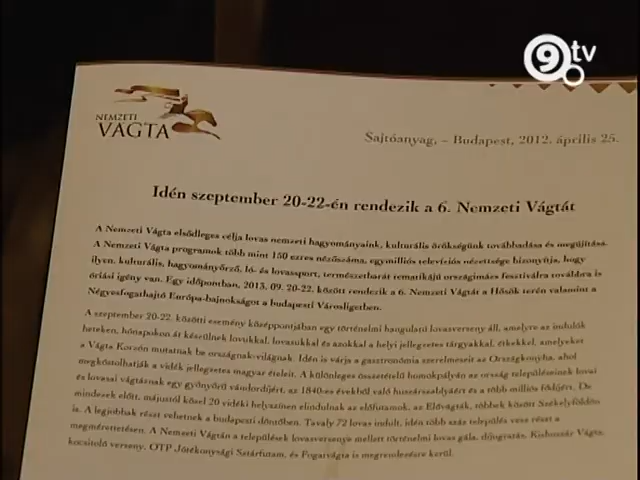 9.tv
NEMZETI
VÁGTA
Sajtóanyag, – Budapest, 2012. április 25.
Idén szeptember 20-22-én rendezik a 6. Nemzeti Vágtát
A Nemzeti Vágta elsődleges célja lovas nemzeti hagyományaink, kulturális örökségünk továbbadása és megújítása.
A Nemzeti Vágta programok több mint 150 ezres nézőszáma, egymilliós televíziós nézettsége bizonyítja, hogy
ilyen, kulturális, hagyományőrző, ló- és lovassport, természetbarát tematikájú országimázs fesztiválra továbbra is
óriási igény van. Egy időpontban, 2013. 09. 20-22. között rendezik a 6. Nemzeti Vágtát a Hősök terén valamint a
Négyesfogathajtó Európa-bajnokságot a budapesti Városligetben.
A szeptember 20-22. közötti esemény középpontjában egy történelmi hangulatú lovasverseny áll, amelyre az indulók
heteken, hónapokon át készülnek lovukkal, lovasukkal és azokkal a helyi jellegzetes tárgyakkal, étkekkel, amelyeket
a Vágta Korzón mutatnak be országnak-világnak. Idén is várja a gasztronómia szerelmeseit az Országkonyha, ahol
megkóstolhatják a vidék jellegzetes magyar ételeit. A különleges összetételű homokpályán az ország településeinek lovai
és lovasai vágtáznak egy gyönyörű vándordíjért, az 1840-es évekből való huszárszablyáért és a több milliós fődíjért. De
mindezek előtt, májustól közel 20 vidéki helyszínen elindulnak az előfutamok, az Elővágták, többek között Székelyföldön
is. A legjobbak részt vehetnek a budapesti döntőben. Tavaly 72 lovas indult, idén több száz település vesz részt a
megmérettetésen. A Nemzeti Vágtán a települések lovasversenye mellett történelmi lovas gála, díjugratás, Kishuszár Vágta,
kocsitoló verseny, OTP Jótékonysági Sztárfutam, és Fogatvágta is megrendezésre kerül.